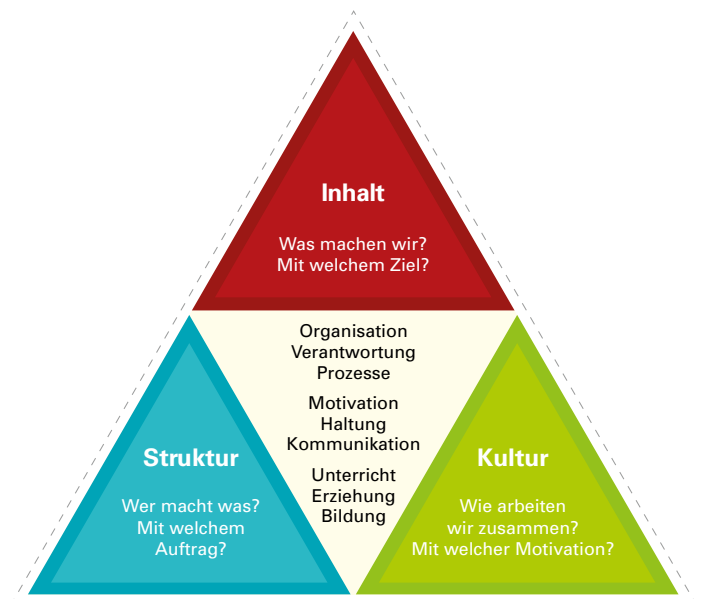 Inhalt
Was machen wir?
Mit welchem Ziel?
Organisation
Verantwortung
Prozesse
Motivation
Haltung
Kommunikation
Unterricht
Erziehung
Bildung
Struktur
Wer macht was?
Mit welchem
Auftrag?
Kultur
Wie arbeiten
wir zusammen?
Mit welcher Motivation?